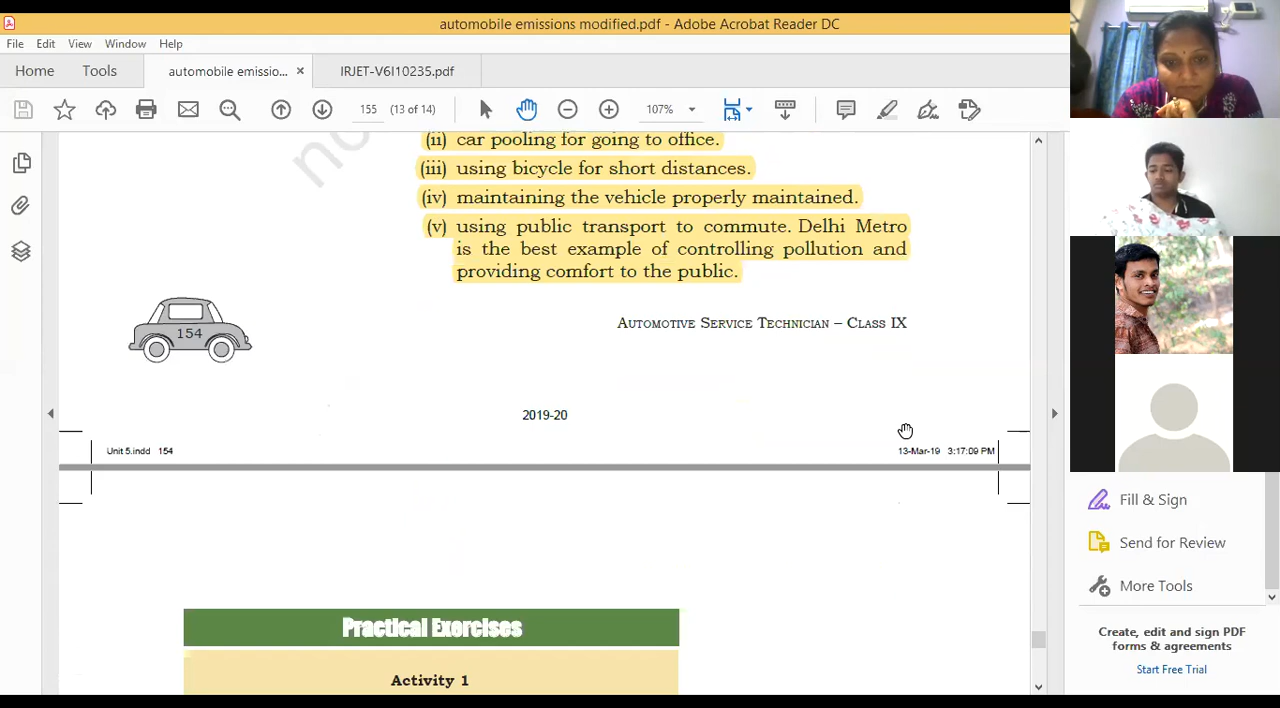 automobile emissions modified.pdf - Adobe Acrobat Reader DC
File Edit View Window Help
Home Tools automobile emissio... × IRJET-V6I10235.pdf
155 (13 of 14) 107%
(ii) car pooling for going to office.
(iii) using bicycle for short distances.
(iv) maintaining the vehicle properly maintained.
(v) using public transport to commute. Delhi Metro
is the best example of controlling pollution and
providing comfort to the public.
154
Automotive Service Technician – Class IX
2019-20
Unit 5.indd 154
13-Mar-19 3:17:09 PM
Practical Exercises
Activity 1
Fill & Sign
Send for Review
More Tools
Create, edit and sign PDF
forms & agreements
Start Free Trial